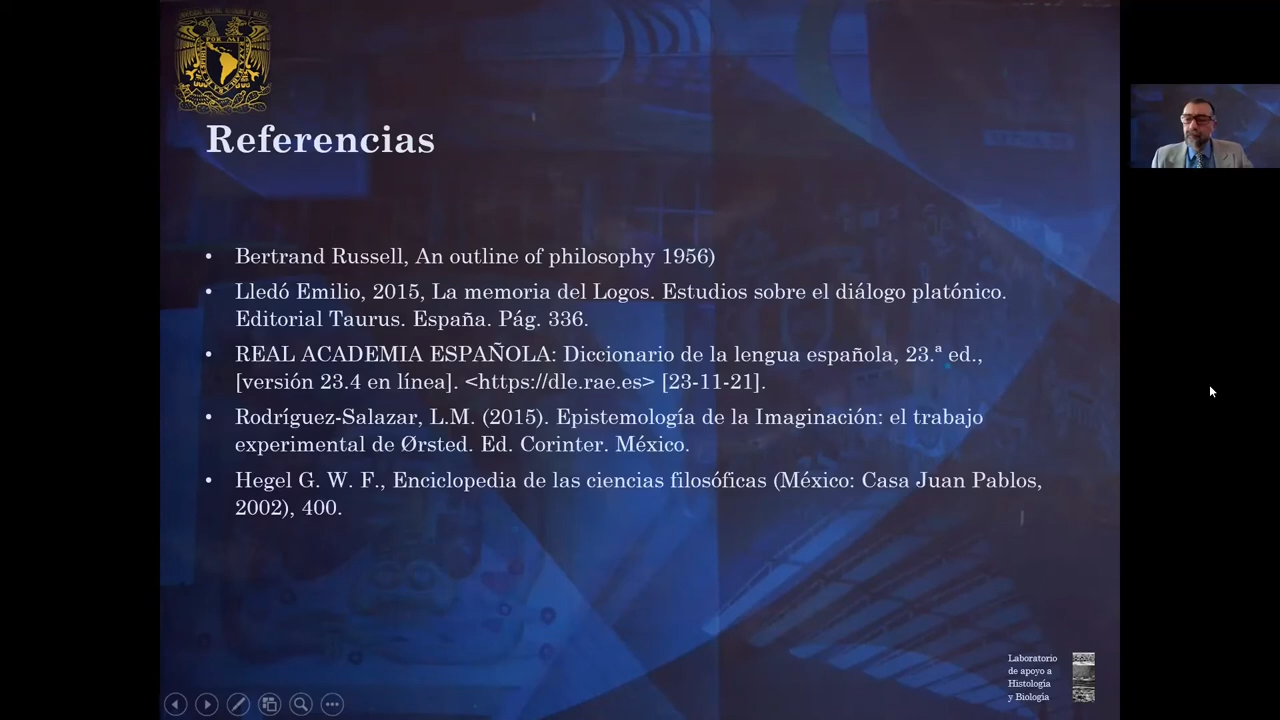 POR MI
Referencias
• Bertrand Russell, An outline of philosophy 1956)
• Lledó Emilio, 2015, La memoria del Logos. Estudios sobre el diálogo platónico.
Editorial Taurus. España. Pág. 336.
• REAL ACADEMIA ESPAÑOLA: Diccionario de la lengua española, 23.ª ed.,
[versión 23.4 en línea]. <https://dle.rae.es> [23-11-21].
• Rodríguez-Salazar, L.M. (2015). Epistemología de la Imaginación: el trabajo
experimental de Ørsted. Ed. Corinter. México.
• Hegel G. W. F., Enciclopedia de las ciencias filosóficas (México: Casa Juan Pablos,
2002), 400.
Laboratorio
de apoyo a
Histología
y Biología